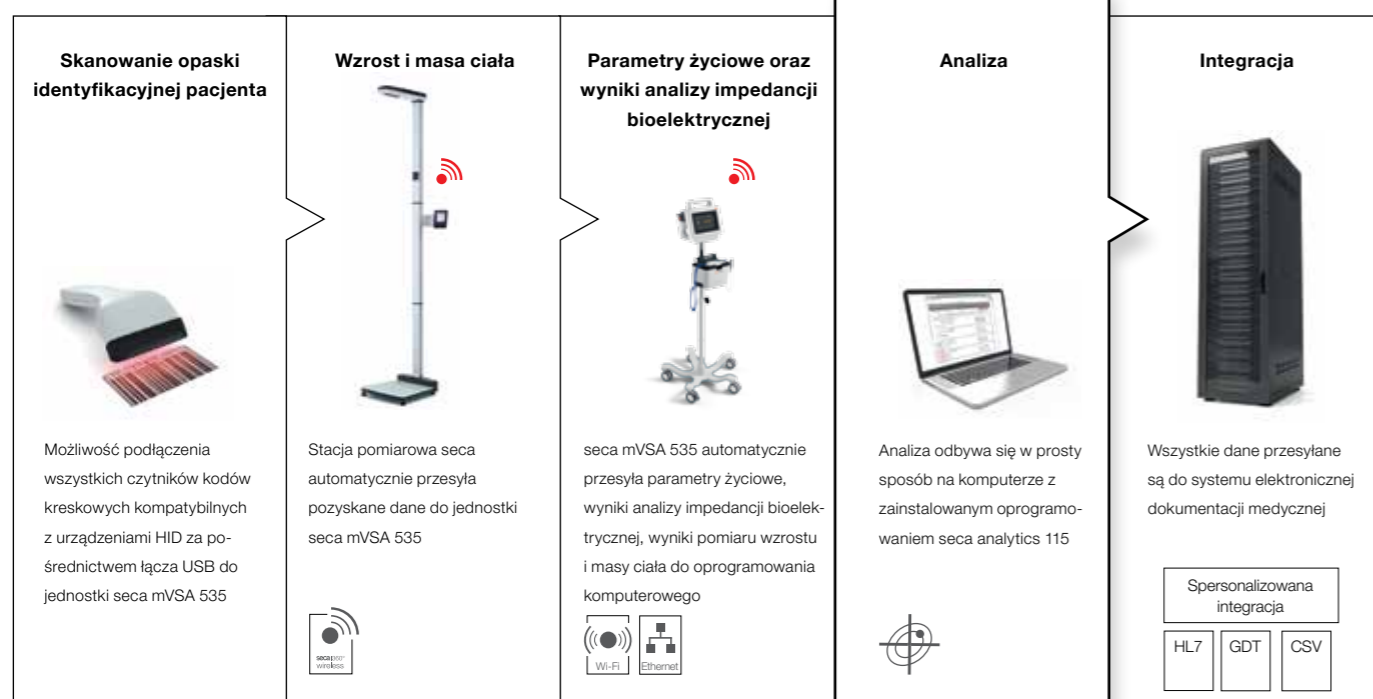 Skanowanie opaski
identyfikacyjnej pacjenta
Możliwość podłączenia
wszystkich czytników kodów
kreskowych kompatybilnych
z urządzeniami HID za po-
średnictwem łącza USB do
jednostki seca mVSA 535
Wzrost i masa ciała
Stacja pomiarowa seca
automatycznie przesyła
pozyskane dane do jednostki
seca mVSA 535
seca 360°
wireless
Parametry życiowe oraz
wyniki analizy impedancji
bioelektrycznej
seca mVSA 535 automatycznie
przesyła parametry życiowe,
wyniki analizy impedancji bioelek-
trycznej, wyniki pomiaru wzrostu
i masy ciała do oprogramowania
komputerowego
Wi-Fi
Ethernet
Analiza
Analiza odbywa się w prosty
sposób na komputerze z
zainstalowanym oprogramo-
waniem seca analytics 115
Integracja
Wszystkie dane przesyłane
są do systemu elektronicznej
dokumentacji medycznej
Spersonalizowana
integracja
HL7
GDT
CSV